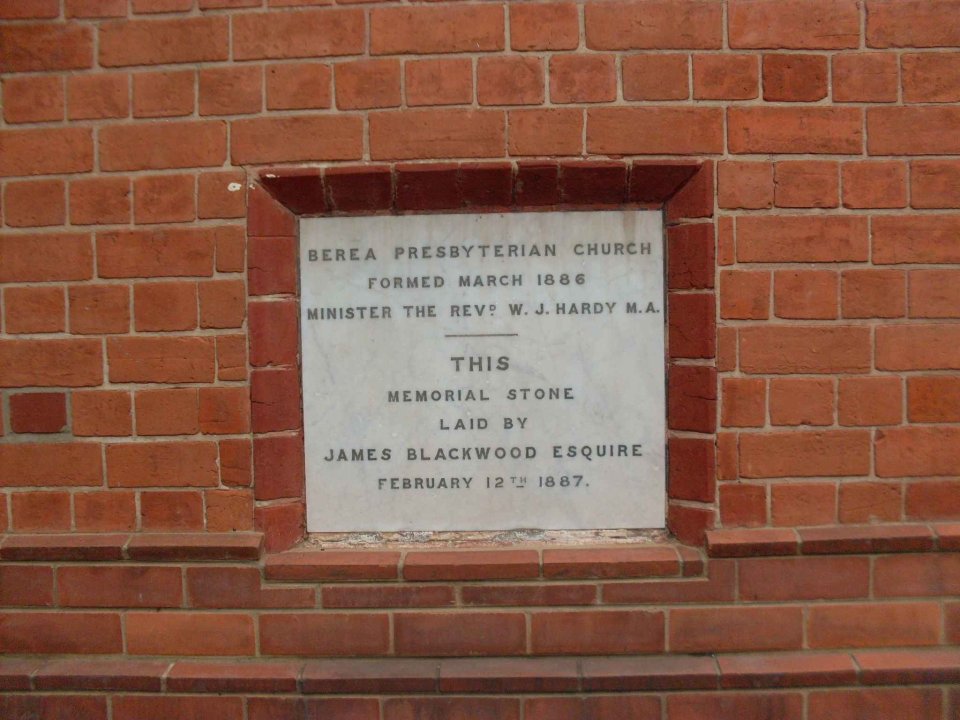 BEREA PRESBYTERIAN CHURCH
FORMED MARCH 1886
MINISTER THE REVD. W. J. HARDY M.A.
THIS
MEMORIAL STONE
LAID BY
JAMES BLACKWOOD ESQUIRE
FEBRUARY 12TH 1887.